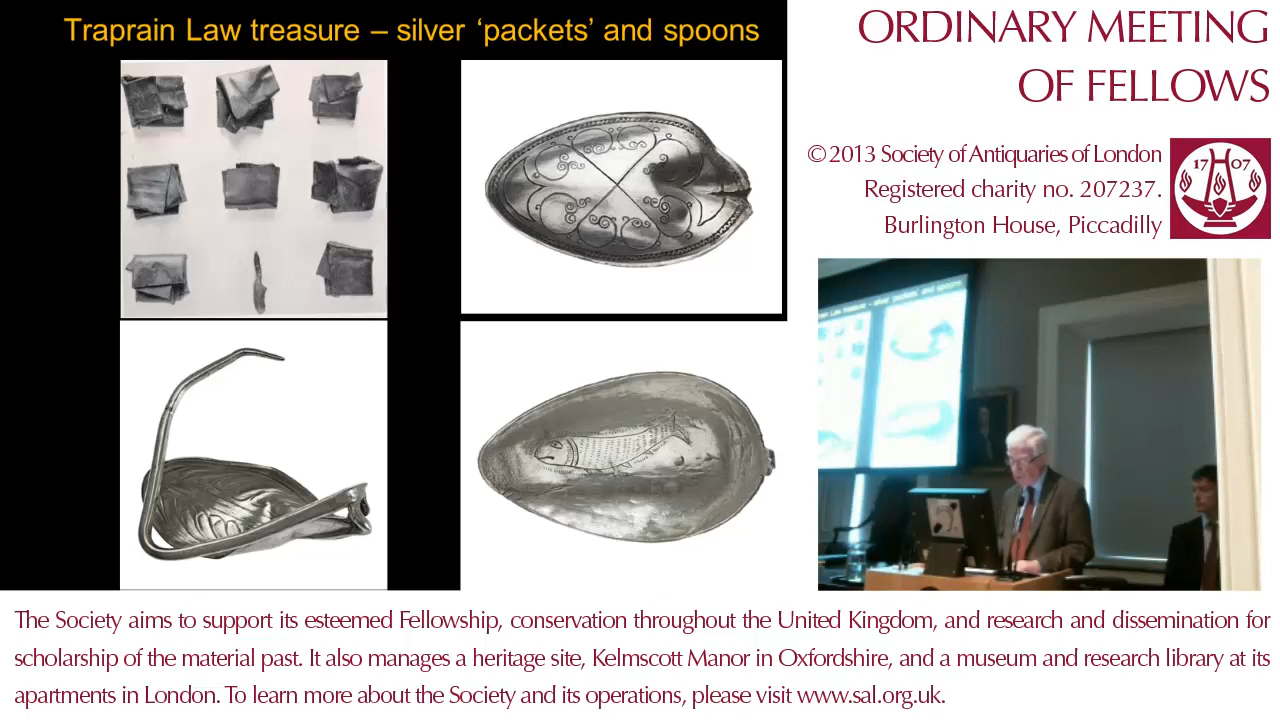 Traprain Law treasure – silver ‘packets’ and spoons
ORDINARY MEETING
OF FELLOWS
© 2013 Society of Antiquaries of London
Registered charity no. 207237.
Burlington House, Piccadilly
17 07
The Society aims to support its esteemed Fellowship, conservation throughout the United Kingdom, and research and dissemination for
scholarship of the material past. It also manages a heritage site, Kelmscott Manor in Oxfordshire, and a museum and research library at its
apartments in London. To learn more about the Society and its operations, please visit www.sal.org.uk.